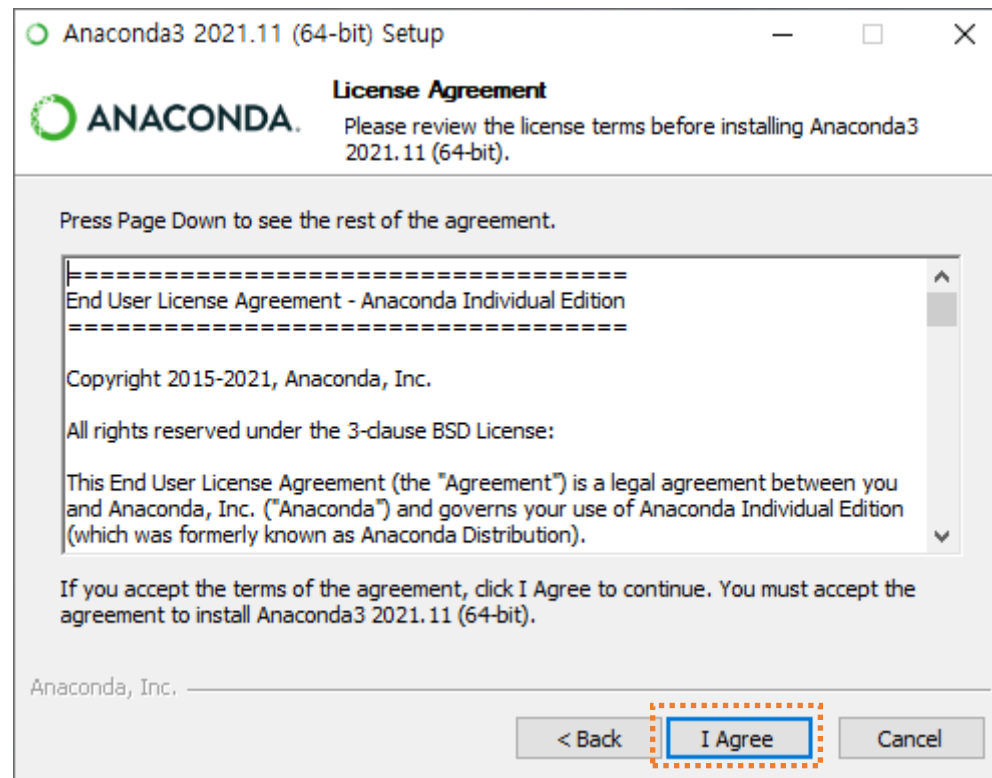 Anaconda3 2021.11 (64-bit) Setup
ANACONDA.
License Agreement
Please review the license terms before installing Anaconda3
2021.11 (64-bit).
Press Page Down to see the rest of the agreement.
===================================
End User License Agreement - Anaconda Individual Edition
===================================
Copyright 2015-2021, Anaconda, Inc.
All rights reserved under the 3-clause BSD License:
This End User License Agreement (the "Agreement") is a legal agreement between you
and Anaconda, Inc. ("Anaconda") and governs your use of Anaconda Individual Edition
(which was formerly known as Anaconda Distribution).
If you accept the terms of the agreement, click I Agree to continue. You must accept the
agreement to install Anaconda3 2021.11 (64-bit).
Anaconda, Inc.
< Back
I Agree
Cancel